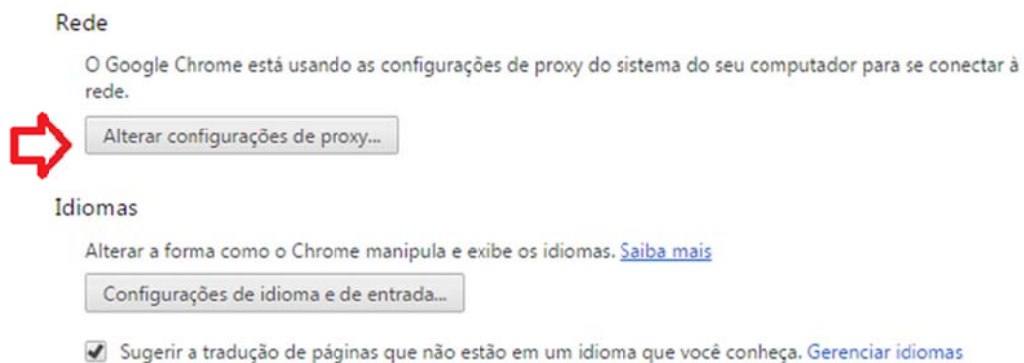 Rede
O Google Chrome está usando as configurações de proxy do sistema do seu computador para se conectar à
rede.
Alterar configurações de proxy...
Idiomas
Alterar a forma como o Chrome manipula e exibe os idiomas. Saiba mais
Configurações de idioma e de entrada...
Sugerir a tradução de páginas que não estão em um idioma que você conheça. Gerenciar idiomas